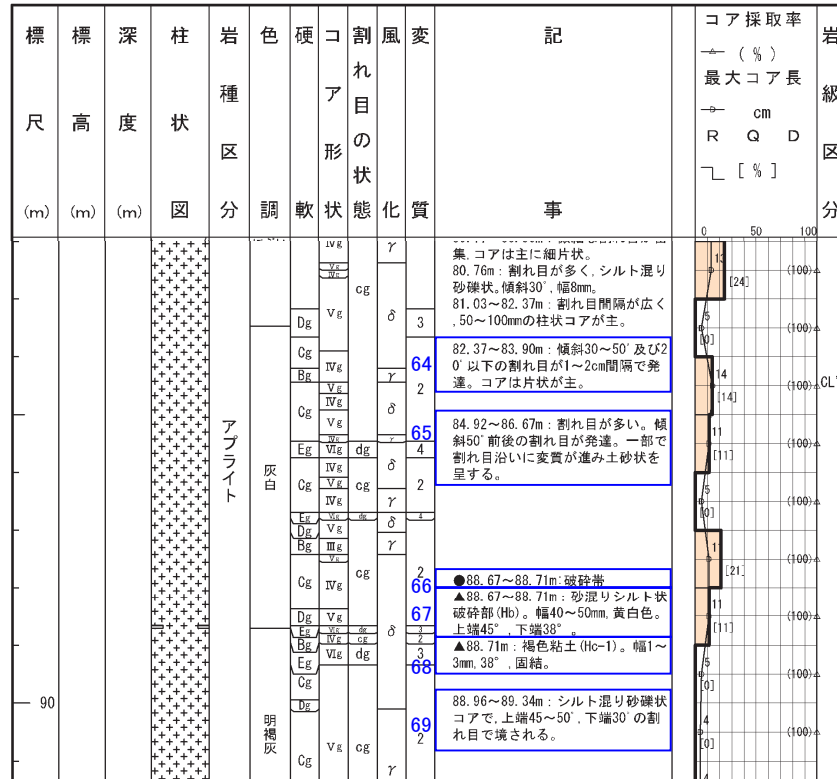 標尺(m)
標高(m)
深度(m)
柱状図
岩種区分
色調
硬軟
コア形状
割れ目の状態
風化
変質
記事
コア採取率
(%)
最大コア長
cm
R Q D
[%]
岩級区分
0 50 100
集, コアは主に細片状。
80.76m：割れ目が多く, シルト混り
砂礫状。傾斜30ﾟ, 幅8mm。
81.03～82.37m：割れ目間隔が広く
, 50～100mmの柱状コアが主。
64
82.37～83.90m：傾斜30～50ﾟ及び2
0ﾟ以下の割れ目が1～2cm間隔で発
達。コアは片状が主。
65
84.92～86.67m：割れ目が多い。傾
斜50ﾟ前後の割れ目が発達。一部で
割れ目沿いに変質が進み土砂状を
呈する。
66
●88.67～88.71m:破砕帯
67
▲88.67～88.71m：砂混りシルト状
破砕部(Hb)。幅40～50mm, 黄白色。
上端45°, 下端38°。
68
▲88.71m：褐色粘土(Hc-1)。幅1～
3mm, 38°, 固結。
69
88.96～89.34m：シルト混り砂礫状
コアで, 上端45～50ﾟ, 下端30ﾟの割
れ目で境される。
90
アプライト
灰白
明褐灰
Dg
Cg
Bg
Cg
Eg
Cg
Eg
Dg
Bg
Cg
Dg
Eg
Bg
Eg
Cg
Dg
Cg
Ⅳg
Ⅴg
Ⅳg
Ⅴg
Ⅳg
Ⅴg
Ⅳg
Ⅴg
Ⅳg
Ⅵg
Ⅳg
Ⅴg
Ⅳg
Ⅵg
Ⅴg
Ⅲg
Ⅴg
Ⅳg
Ⅴg
Ⅵg
Ⅳg
Ⅵg
Ⅴg
cg
dg
cg
dg
cg
dg
cg
dg
cg
γ
δ
γ
δ
γ
δ
γ
δ
γ
δ
γ
3
2
4
2
4
2
3
2
3
2
13
[24]
(100)
5
[0]
(100)
14
[14]
(100)
CL
11
[11]
(100)
5
[0]
(100)
[21]
(100)
11
[11]
(100)
5
[0]
(100)
4
[0]
(100)